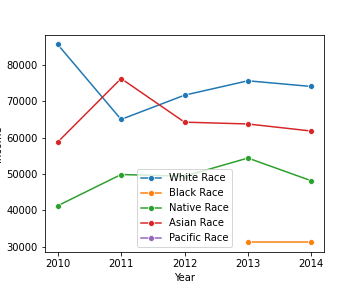 80000
70000
60000
50000
40000
30000
White Race
Black Race
Native Race
Asian Race
Pacific Race
2010 2011 2012 2013 2014
Year